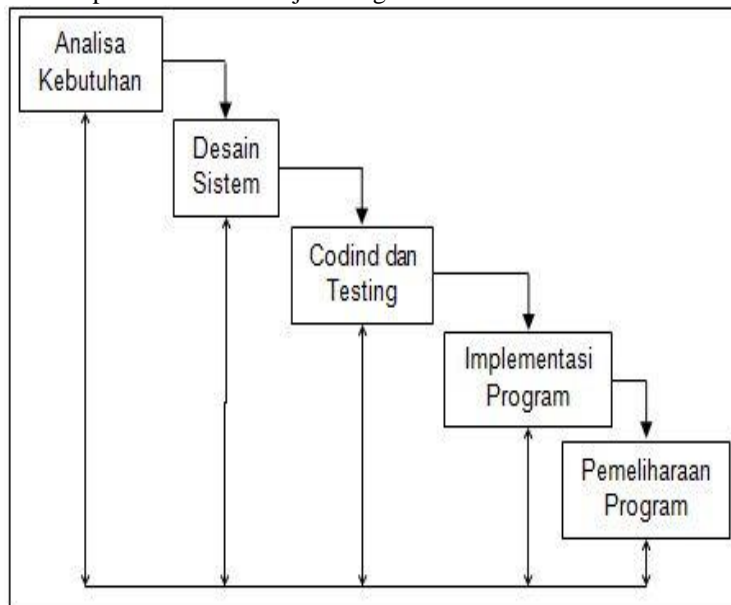 Analisa
Kebutuhan
Desain
Sistem
Codind dan
Testing
Implementasi
Program
Pemeliharaan
Program